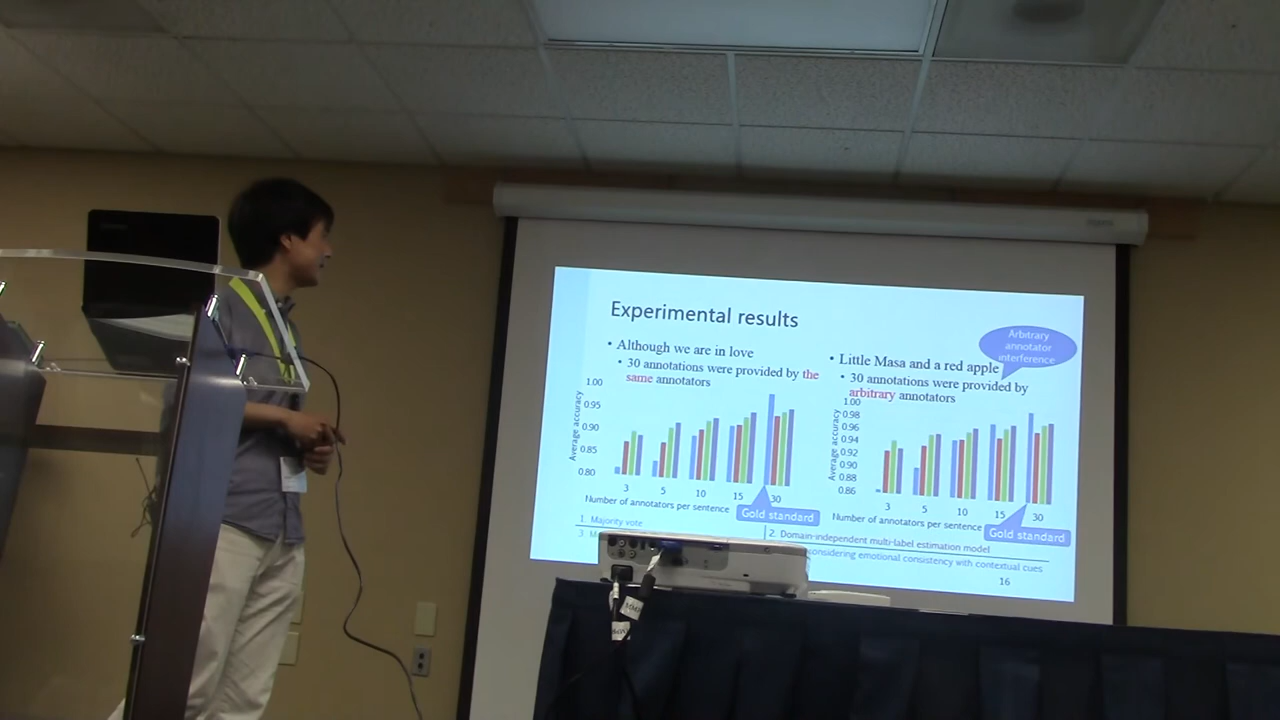 Experimental results
• Although we are in love
• 30 annotations were provided by the
same annotators
1.00
0.95
0.90
0.85
0.80
Average accuracy
3 5 10 15 30
Number of annotators per sentence
Gold standard
Arbitrary
annotator
interference
• Little Masa and a red apple
• 30 annotations were provided by
arbitrary annotators
1.00
0.98
0.96
0.94
0.92
0.90
0.88
0.86
Average accuracy
3 5 10 15 30
Number of annotators per sentence
Gold standard
1. Majority vote
2. Domain-independent multi-label estimation model
3.
considering emotional consistency with contextual cues
16